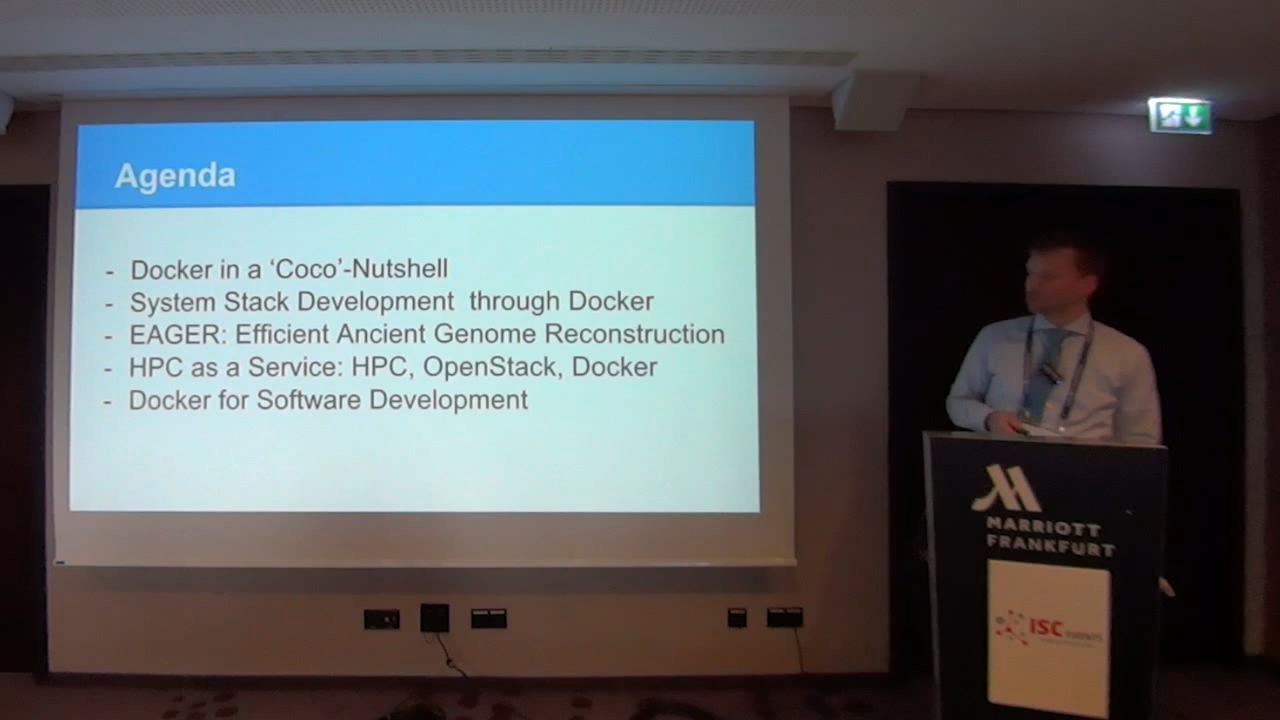 Agenda
- Docker in a ‘Coco’-Nutshell
- System Stack Development  through Docker
- EAGER: Efficient Ancient Genome Reconstruction
- HPC as a Service: HPC, OpenStack, Docker
- Docker for Software Development
MARRIOTT
FRANKFURT
ISC